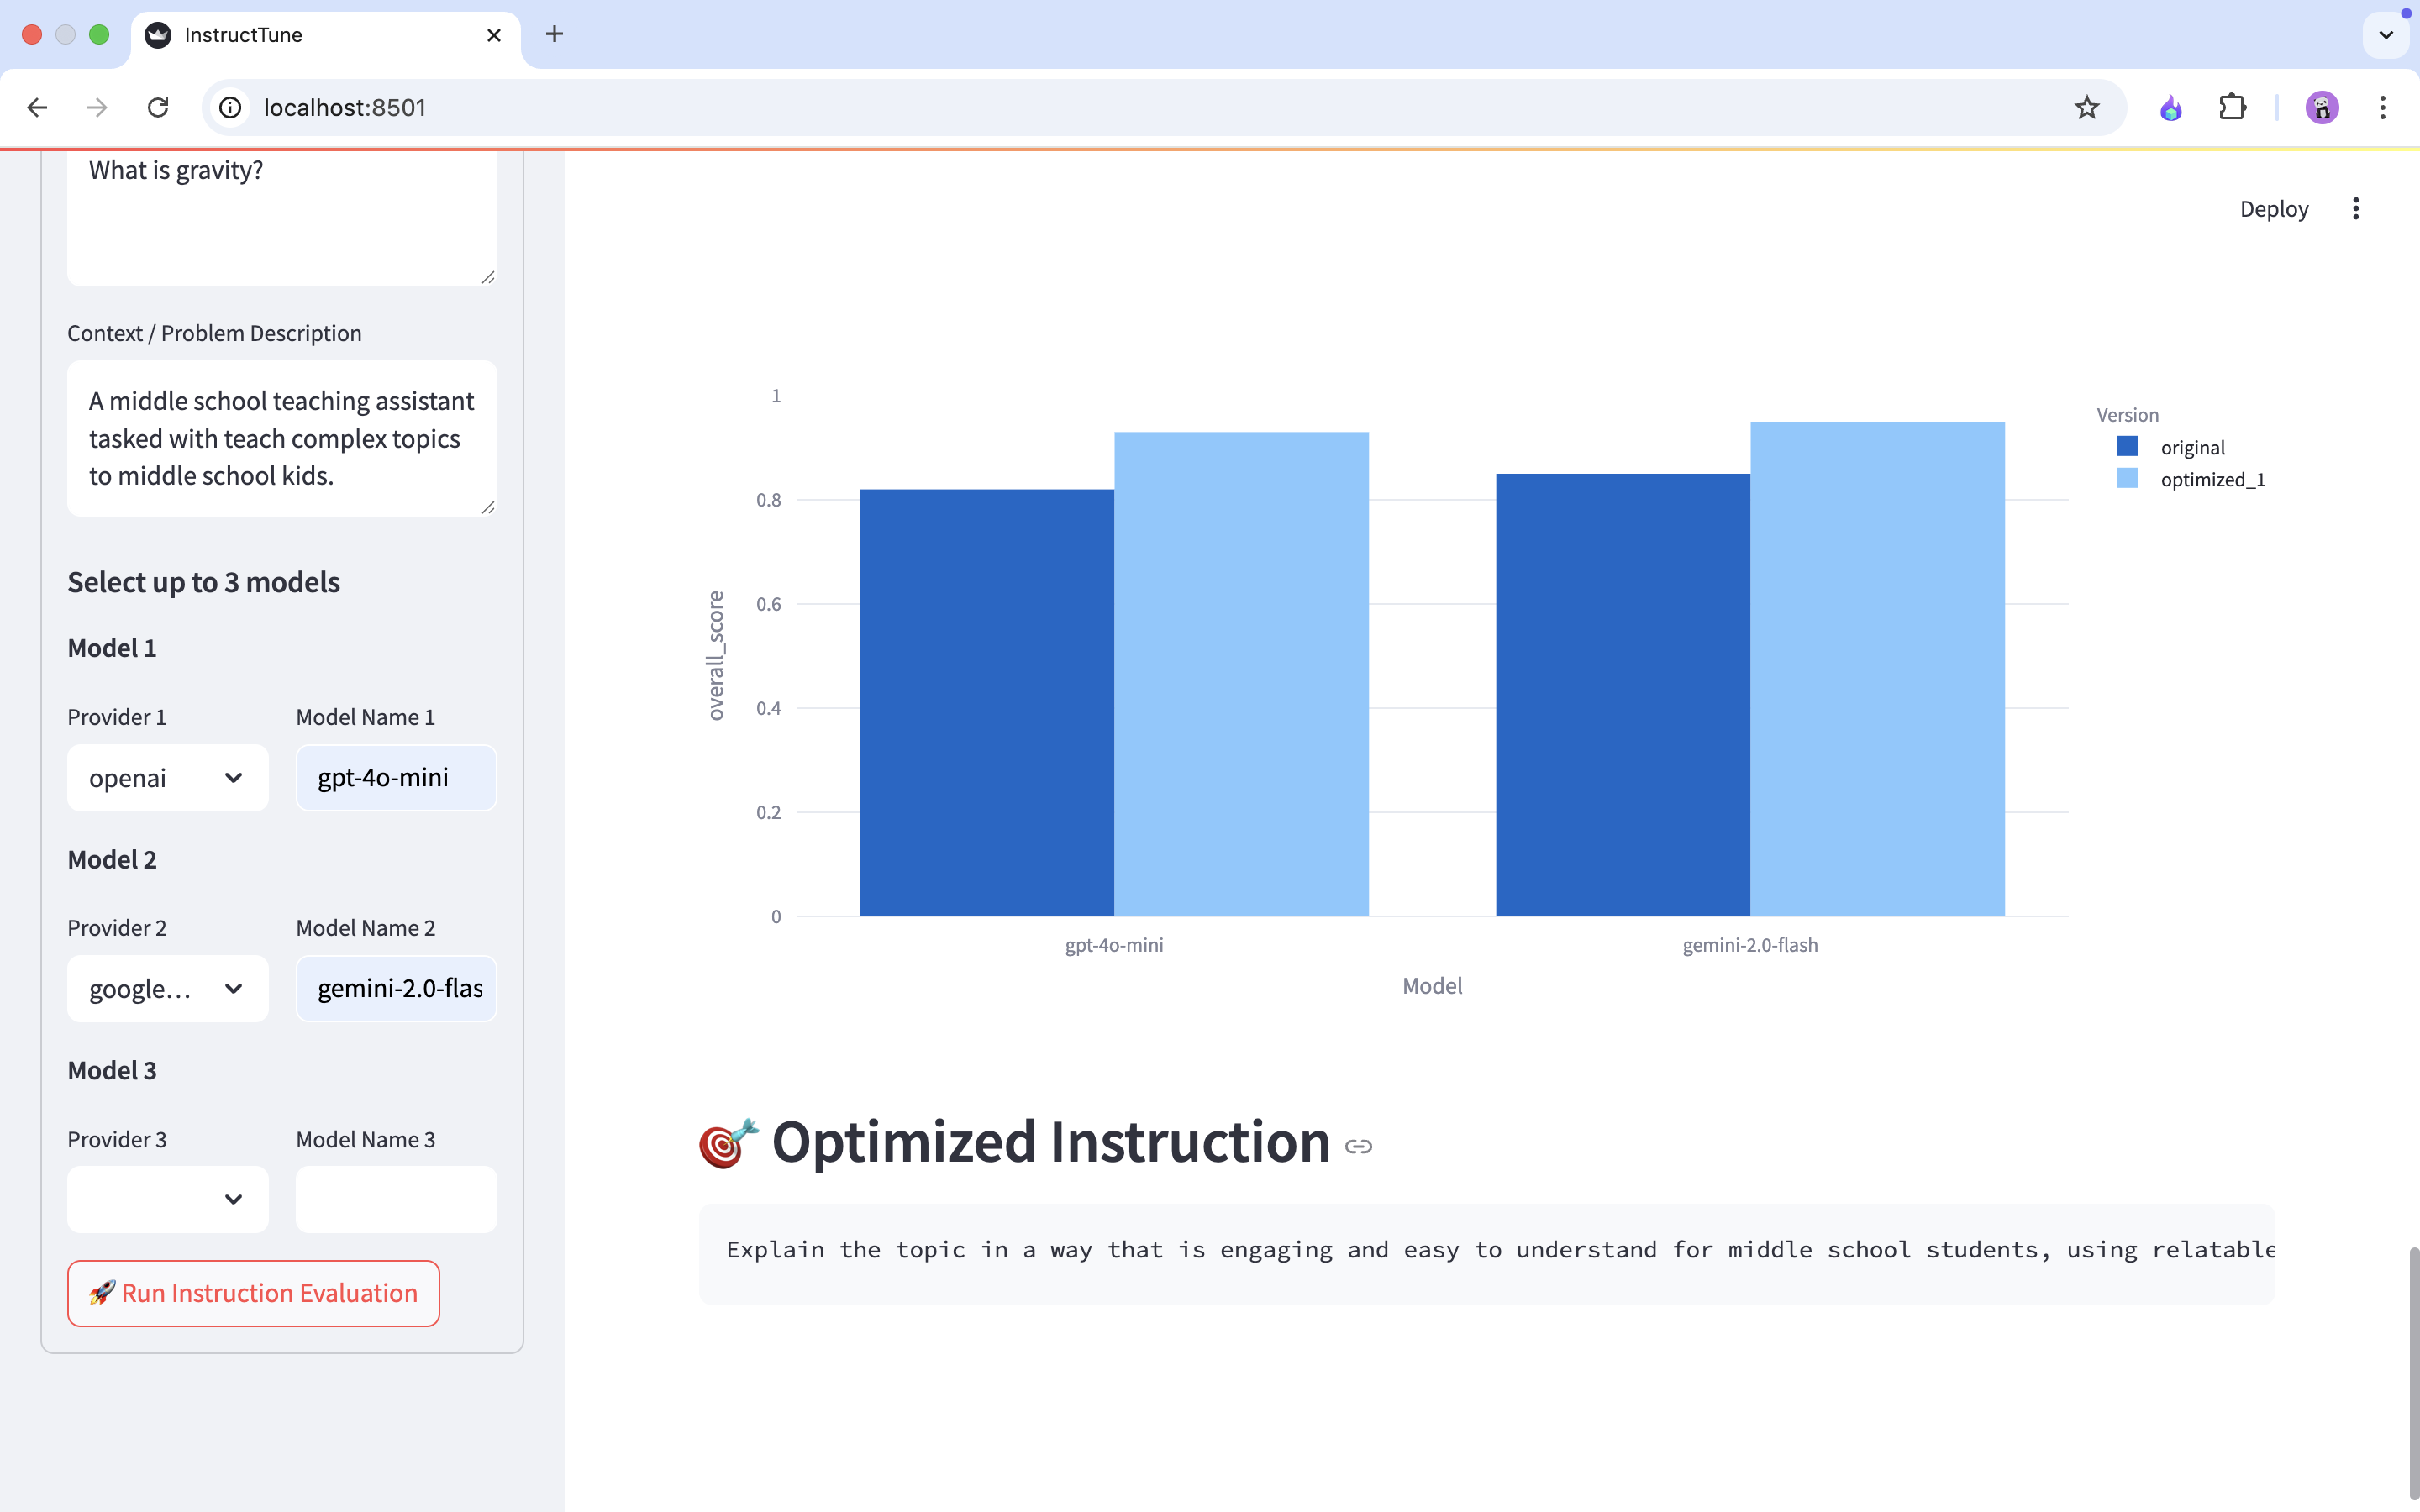 InstructTune
localhost:8501
What is gravity?
Context / Problem Description
A middle school teaching assistant
tasked with teach complex topics
to middle school kids.
Select up to 3 models
Model 1
Provider 1
Model Name 1
openai
gpt-4o-mini
Model 2
Provider 2
Model Name 2
google...
gemini-2.0-flas
Model 3
Provider 3
Model Name 3
🚀 Run Instruction Evaluation
Deploy
1
0.8
0.6
0.4
0.2
0
overall_score
gpt-4o-mini
gemini-2.0-flash
Model
Version
original
optimized_1
🎯 Optimized Instruction
Explain the topic in a way that is engaging and easy to understand for middle school students, using relatable